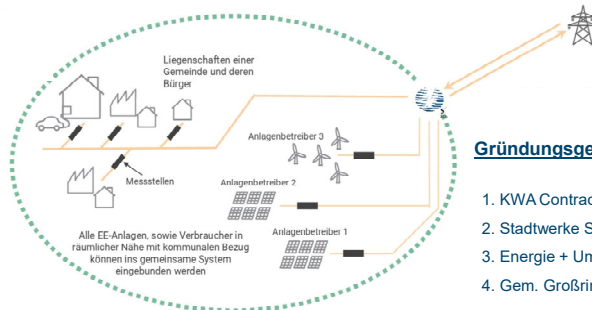 Liegenschaften einer
Gemeinde und deren
Bürger
Anlagenbetreiber 3
Messstellen
Anlagenbetreiber 2
Anlagenbetreiber 1
Alle EE-Anlagen, sowie Verbraucher in
räumlicher Nähe mit kommunalen Bezug
können ins gemeinsame System
eingebunden werden
Gründungsge
1. KWA Contrac
2. Stadtwerke S
3. Energie + Um
4. Gem. Großrin